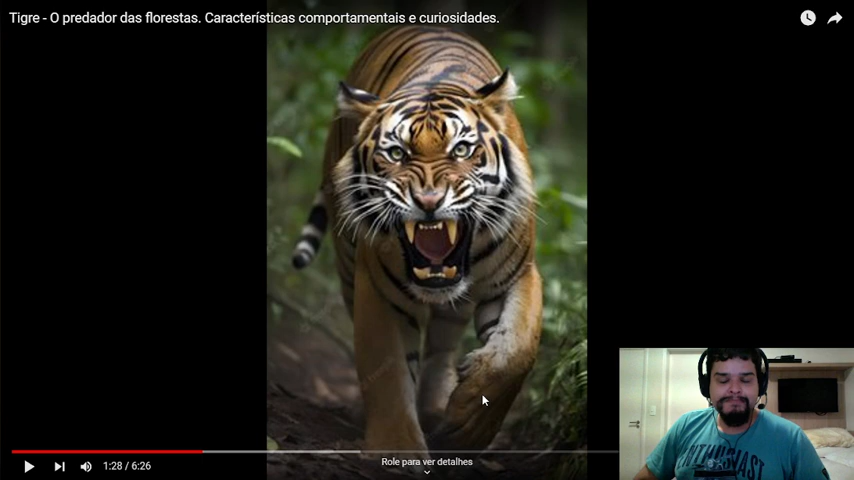 Tigre - O predador das florestas. Características comportamentais e curiosidades.
1:28 / 6:26
Role para ver detalhes